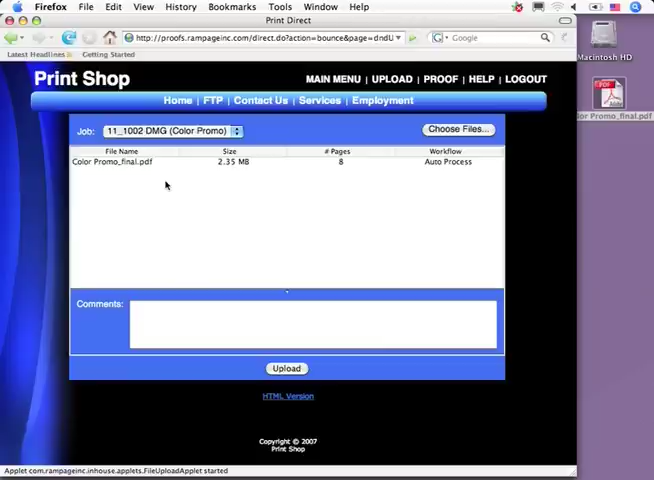 Firefox File Edit View History Bookmarks Tools Window Help
Print Direct
http://proofs.rampageinc.com/direct.do?action=bounce&page=dndU
Google
Latest Headlines Getting Started
Macintosh HD
PDF
Color Promo_final.pdf
Print Shop
MAIN MENU | UPLOAD | PROOF | HELP | LOGOUT
Home | FTP | Contact Us | Services | Employment
Job: 11_1002 DMG (Color Promo) Choose Files...
File Name Size # Pages Workflow
Color Promo_final.pdf 2.35 MB 8 Auto Process
Comments:
Upload
HTML Version
Copyright © 2007
Print Shop
Applet com.rampageinc.inhouse.applets.FileUploadApplet started